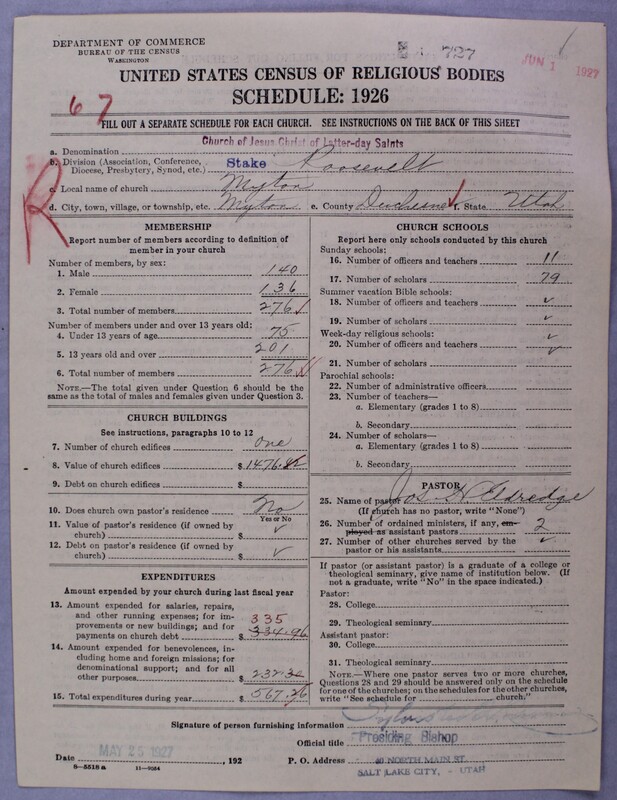 DEPARTMENT OF COMMERCE
BUREAU OF THE CENSUS
WASHINGTON
727
JUN 1 1927
UNITED STATES CENSUS OF RELIGIOUS BODIES
SCHEDULE: 1926
67
FILL OUT A SEPARATE SCHEDULE FOR EACH CHURCH. SEE INSTRUCTIONS ON THE BACK OF THIS SHEET
R
a. Denomination Church of Jesus Christ of Latter-day Saints
b. Division (Association, Conference, Diocese, Presbytery, Synod, etc.) Stake Roosevelt
c. Local name of church Myton
d. City, town, village, or township, etc. Myton e. County Duchesne f. State Utah
MEMBERSHIP
Report number of members according to definition of
member in your church
Number of members, by sex:
1. Male 140
2. Female 136
3. Total number of members 276
Number of members under and over 13 years old:
4. Under 13 years of age 75
5. 13 years old and over 201
6. Total number of members 276
NOTE.—The total given under Question 6 should be the
same as the total of males and females given under Question 3.
CHURCH BUILDINGS
See instructions, paragraphs 10 to 12
7. Number of church edifices one
8. Value of church edifices $ 1476.
9. Debt on church edifices $
10. Does church own pastor's residence No
Yes or No
11. Value of pastor's residence (if owned by
church) $ ✓
12. Debt on pastor's residence (if owned by
church) $ ✓
EXPENDITURES
Amount expended by your church during last fiscal year
13. Amount expended for salaries, repairs,
and other running expenses; for im-
provements or new buildings; and for 335
payments on church debt $ 334.96
14. Amount expended for benevolences, in-
cluding home and foreign missions; for
denominational support; and for all
other purposes 232.30
15. Total expenditures during year $ 567.26
CHURCH SCHOOLS
Report here only schools conducted by this church
Sunday schools:
16. Number of officers and teachers 11
17. Number of scholars 79
Summer vacation Bible schools:
18. Number of officers and teachers ✓
19. Number of scholars ✓
Week-day religious schools:
20. Number of officers and teachers ✓
21. Number of scholars ✓
Parochial schools:
22. Number of administrative officers
23. Number of teachers—
a. Elementary (grades 1 to 8)
b. Secondary
24. Number of scholars—
a. Elementary (grades 1 to 8)
b. Secondary
PASTOR
25. Name of pastor Jos. H. Eldredge
(If church has no pastor, write "None")
26. Number of ordained ministers, if any, em-
ployed as assistant pastors 2
27. Number of other churches served by the
pastor or his assistants ✓
If pastor (or assistant pastor) is a graduate of a college or
theological seminary, give name of institution below. (If
not a graduate, write "No" in the space indicated.)
Pastor:
28. College
29. Theological seminary
Assistant pastor:
30. College
31. Theological seminary
NOTE.—Where one pastor serves two or more churches,
Questions 28 and 29 should be answered only on the schedule
for one of the churches; on the schedules for the other churches,
write "See schedule for church."
Signature of person furnishing information
Official title Presiding Bishop
Date MAY 25 1927, 192 P. O. Address 40 NORTH MAIN ST.
SALT LAKE CITY, - UTAH
8—5518 a 11—9054